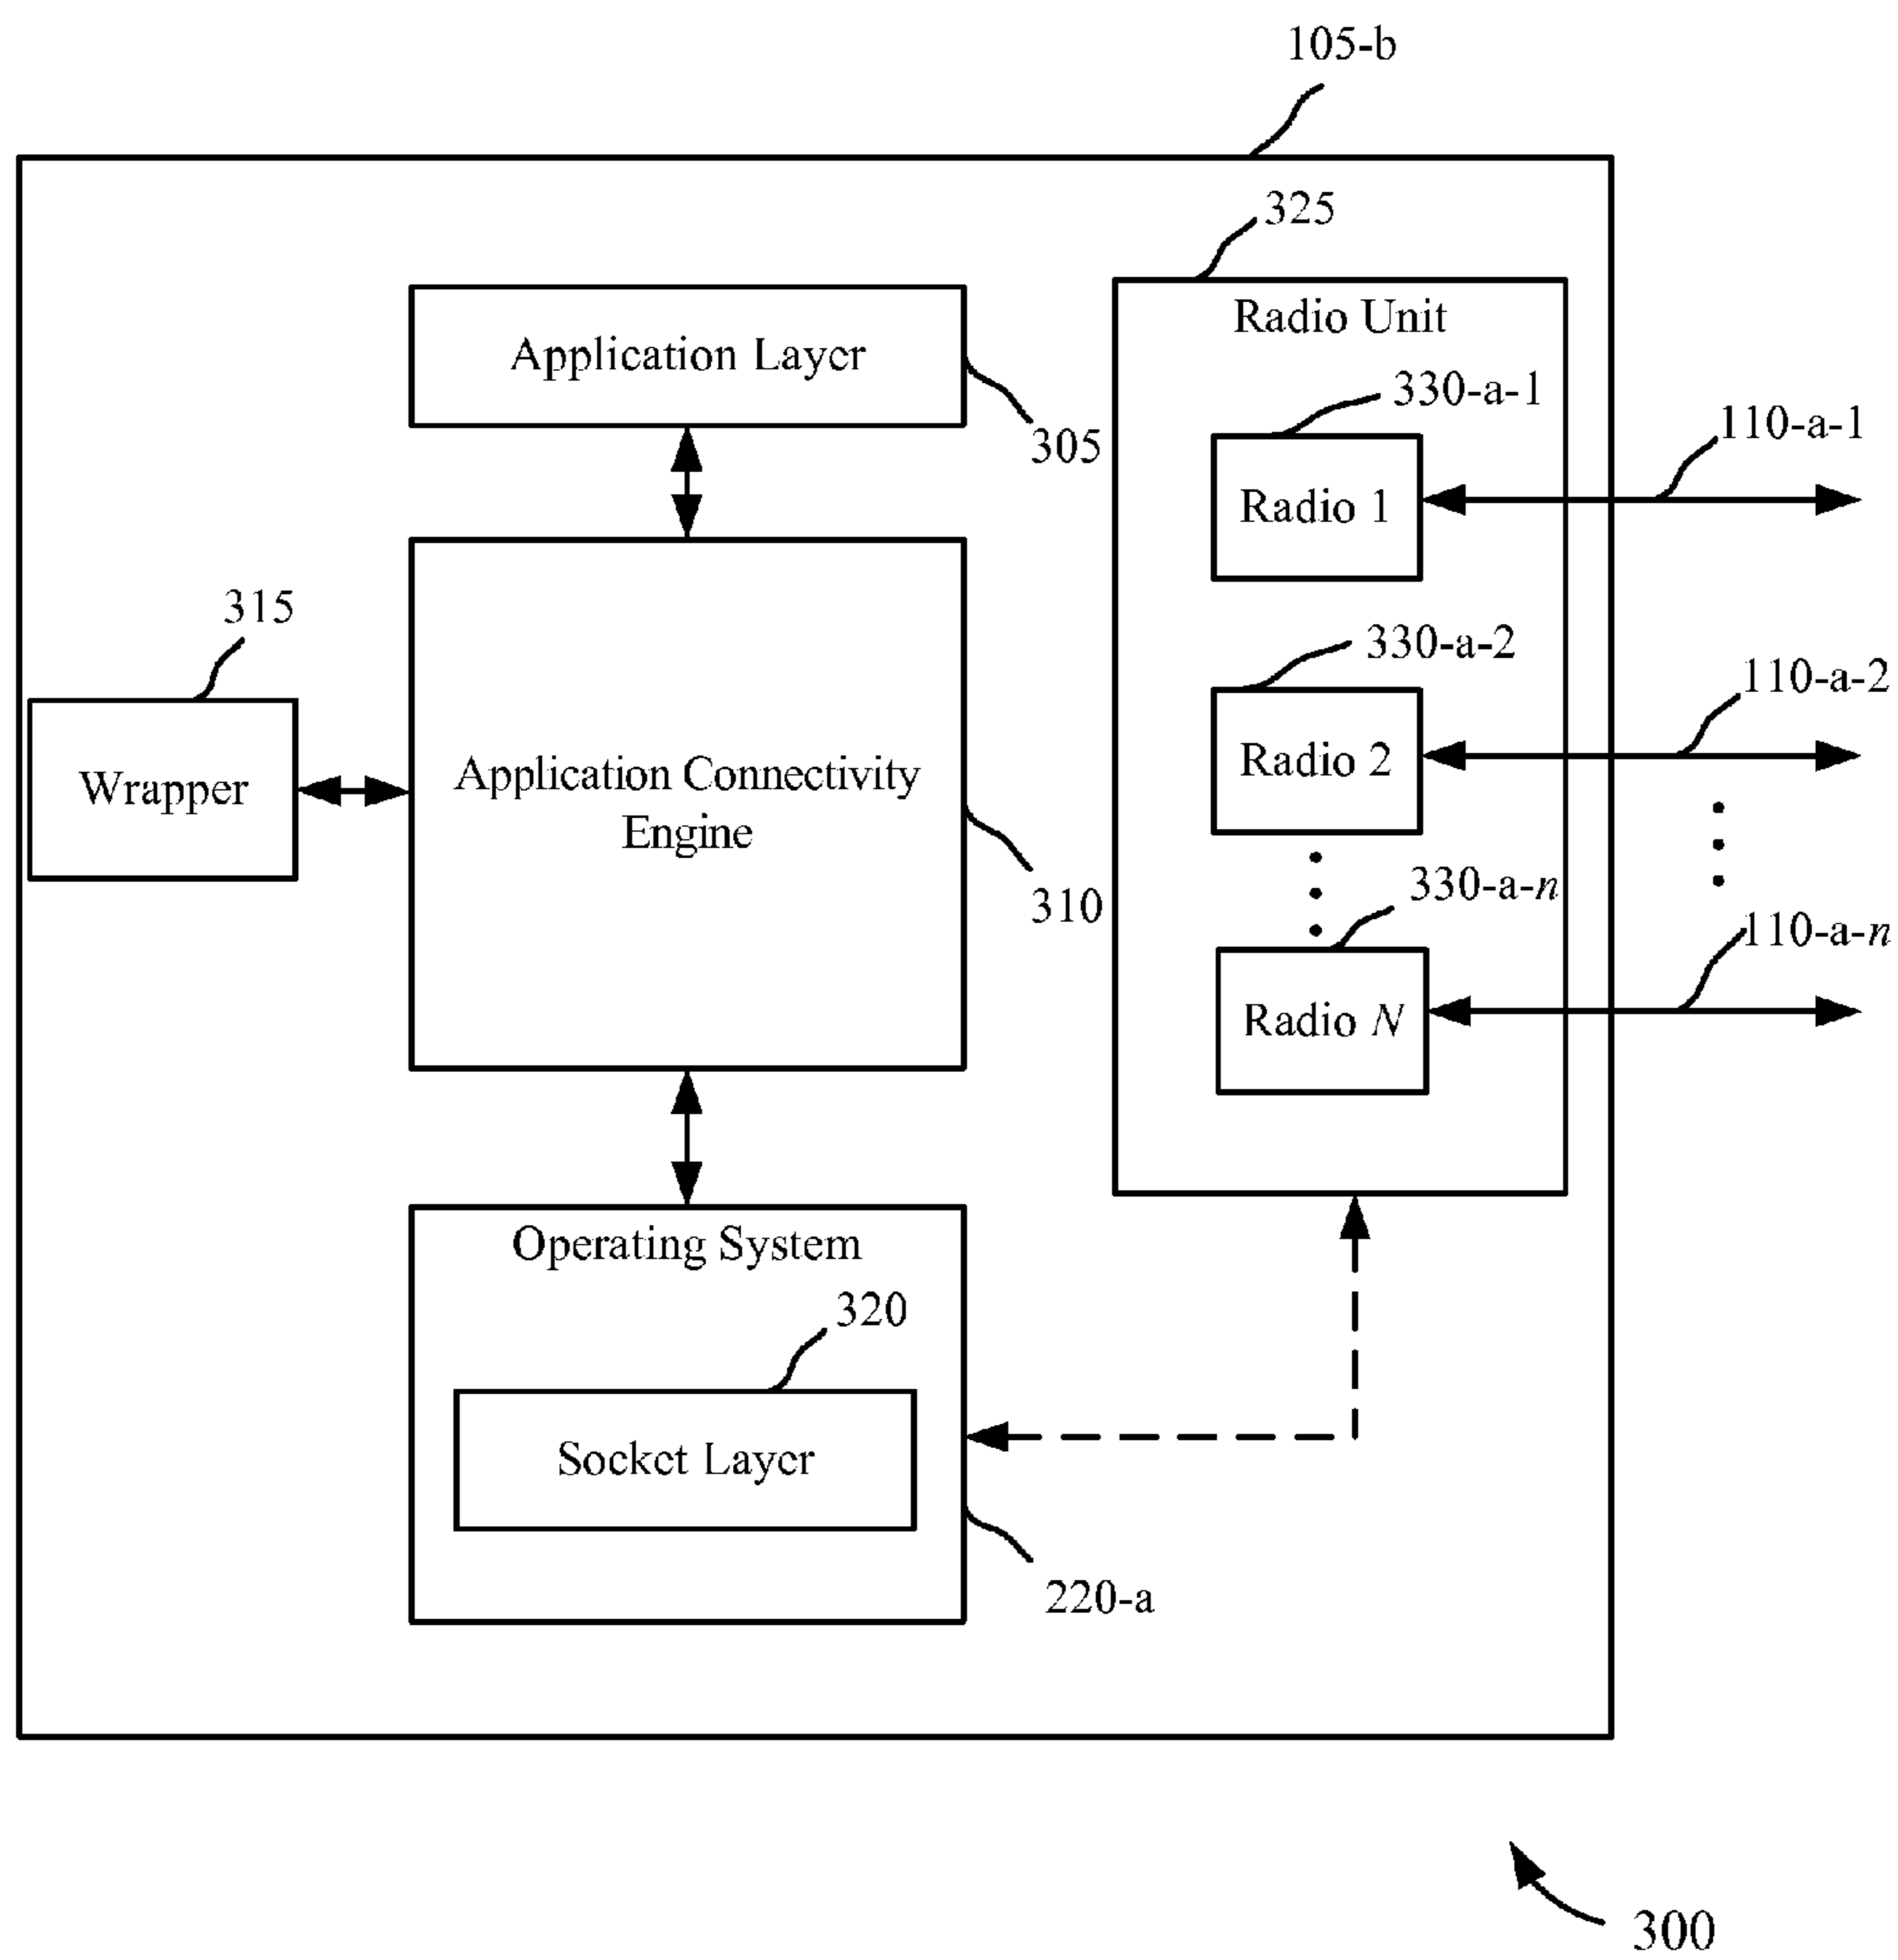 105-b
325
Radio Unit
Application Layer
305
330-a-1
Radio 1
110-a-1
315
Wrapper
Application Connectivity
Engine
310
330-a-2
Radio 2
110-a-2
330-a-n
Radio N
110-a-n
Operating System
320
Socket Layer
220-a
300